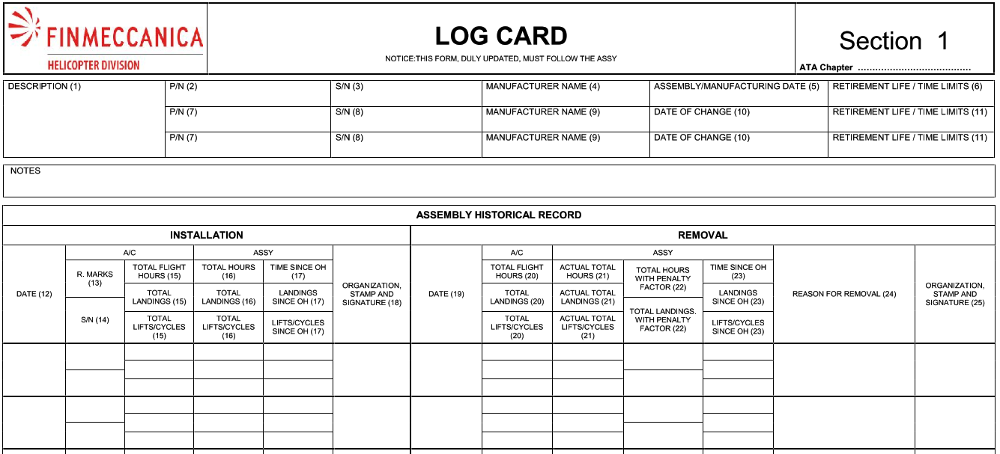 FINMECCANICA
HELICOPTER DIVISION
LOG CARD
NOTICE:THIS FORM, DULY UPDATED, MUST FOLLOW THE ASSY
Section 1
ATA Chapter .....................................
DESCRIPTION (1)
P/N (2)
S/N (3)
MANUFACTURER NAME (4)
ASSEMBLY/MANUFACTURING DATE (5)
RETIREMENT LIFE / TIME LIMITS (6)
P/N (7)
S/N (8)
MANUFACTURER NAME (9)
DATE OF CHANGE (10)
RETIREMENT LIFE / TIME LIMITS (11)
P/N (7)
S/N (8)
MANUFACTURER NAME (9)
DATE OF CHANGE (10)
RETIREMENT LIFE / TIME LIMITS (11)
NOTES
ASSEMBLY HISTORICAL RECORD
INSTALLATION
REMOVAL
DATE (12)
A/C
R. MARKS
(13)
S/N (14)
TOTAL FLIGHT
HOURS (15)
TOTAL
LANDINGS (15)
TOTAL
LIFTS/CYCLES
(15)
ASSY
TOTAL HOURS
(16)
TOTAL
LANDINGS (16)
TOTAL
LIFTS/CYCLES
(16)
TIME SINCE OH
(17)
LANDINGS
SINCE OH (17)
LIFTS/CYCLES
SINCE OH (17)
ORGANIZATION,
STAMP AND
SIGNATURE (18)
DATE (19)
A/C
TOTAL FLIGHT
HOURS (20)
TOTAL
LANDINGS (20)
TOTAL
LIFTS/CYCLES
(20)
ASSY
ACTUAL TOTAL
HOURS (21)
ACTUAL TOTAL
LANDINGS (21)
ACTUAL TOTAL
LIFTS/CYCLES
(21)
TOTAL HOURS
WITH PENALTY
FACTOR (22)
TOTAL LANDINGS.
WITH PENALTY
FACTOR (22)
TIME SINCE OH
(23)
LANDINGS
SINCE OH (23)
LIFTS/CYCLES
SINCE OH (23)
REASON FOR REMOVAL (24)
ORGANIZATION,
STAMP AND
SIGNATURE (25)